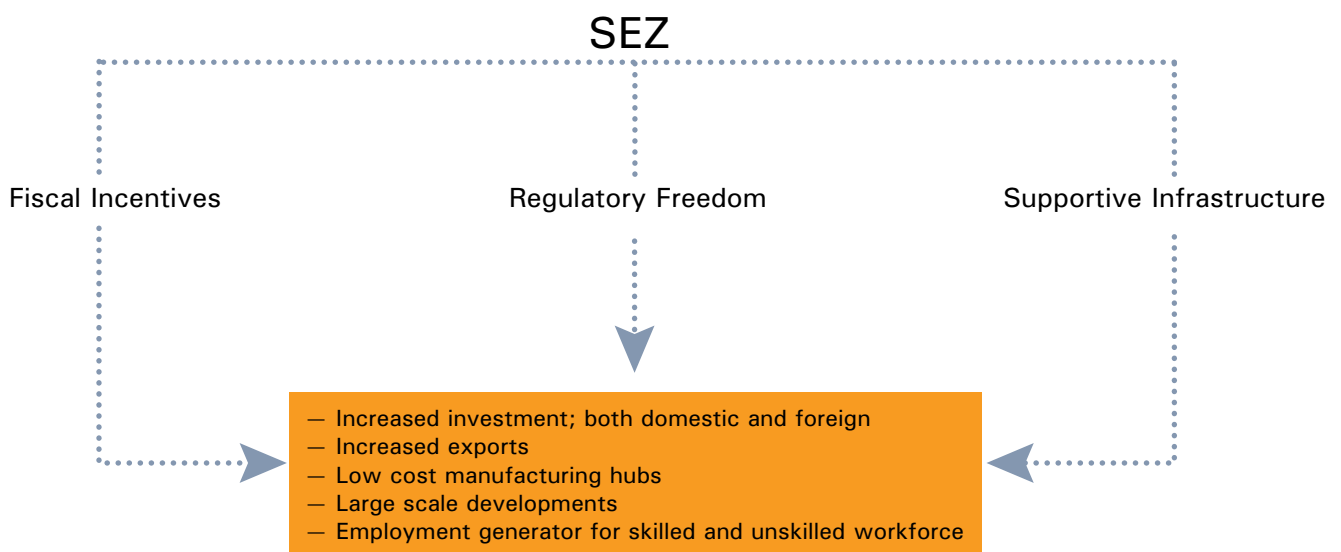 SEZ
Fiscal Incentives
Regulatory Freedom
Supportive Infrastructure
— Increased investment; both domestic and foreign
— Increased exports
— Low cost manufacturing hubs
— Large scale developments
— Employment generator for skilled and unskilled workforce